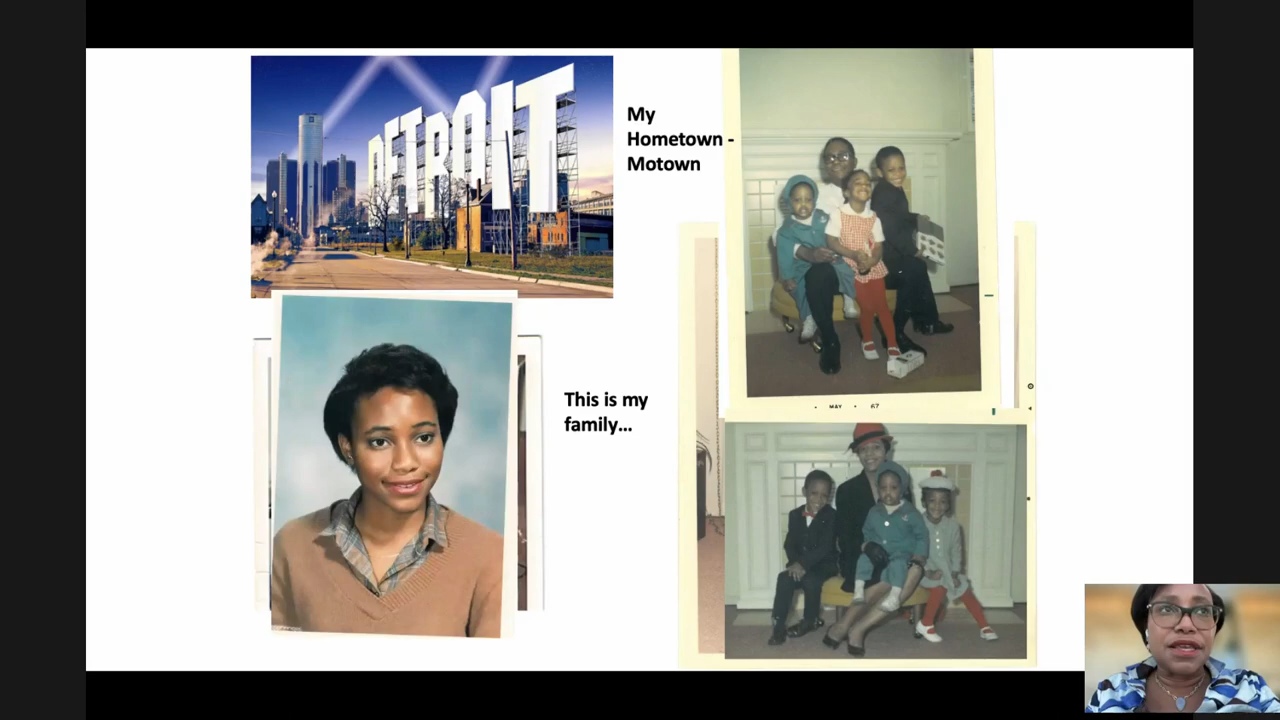 DETROIT
My
Hometown -
Motown
This is my
family...
• MAY • 67